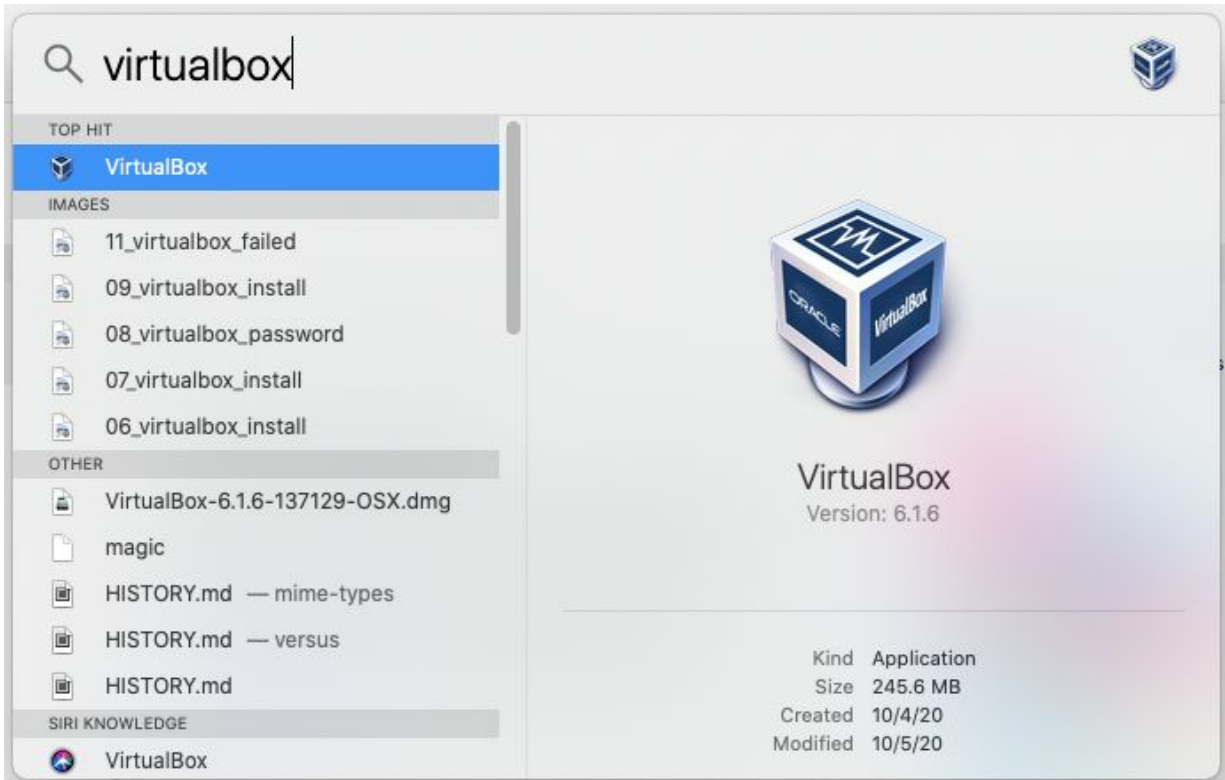 virtualbox
TOP HIT
VirtualBox
IMAGES
11_virtualbox_failed
09_virtualbox_install
08_virtualbox_password
07_virtualbox_install
06_virtualbox_install
OTHER
VirtualBox-6.1.6-137129-OSX.dmg
magic
HISTORY.md — mime-types
HISTORY.md — versus
HISTORY.md
SIRI KNOWLEDGE
VirtualBox
ORACLE
VirtualBox
VirtualBox
Version: 6.1.6
Kind Application
Size 245.6 MB
Created 10/4/20
Modified 10/5/20